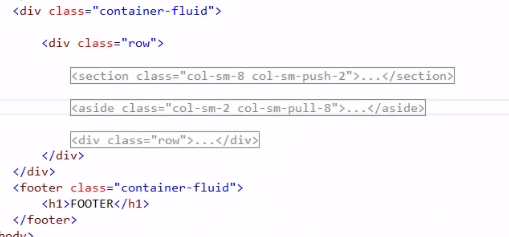 <div class="container-fluid">
<div class="row">
<section class="col-sm-8 col-sm-push-2">...</section>
<aside class="col-sm-2 col-sm-pull-8">...</aside>
<div class="row">...</div>
</div>
</div>
<footer class="container-fluid">
<h1>FOOTER</h1>
</footer>
body>